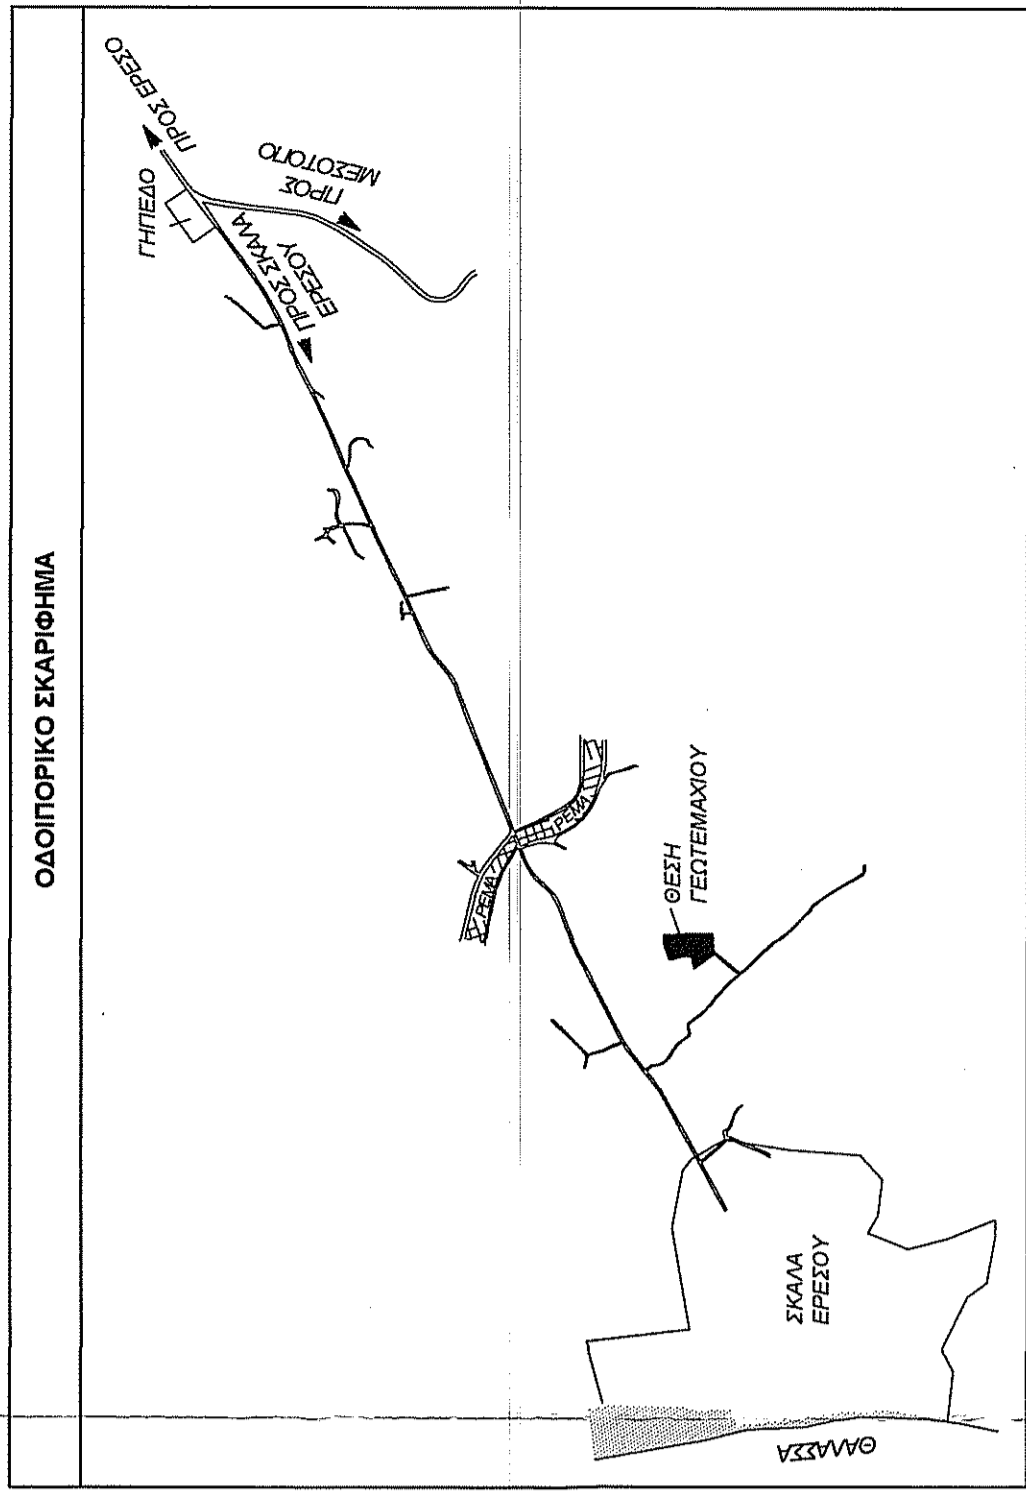 ΟΔΟΙΠΟΡΙΚΟ ΣΚΑΡΙΦΗΜΑ
ΠΡΟΣ ΕΡΕΣΟ
ΓΗΠΕΔΟ
ΠΡΟΣ
ΜΕΣΟΤΟΠΟ
ΠΡΟΣ ΣΚΑΛΑ
ΕΡΕΣΟΥ
ΡΕΜΑ
ΡΕΜΑ
ΘΕΣΗ
ΓΕΩΤΕΜΑΧΙΟΥ
ΣΚΑΛΑ
ΕΡΕΣΟΥ
ΘΑΛΑΣΣΑ